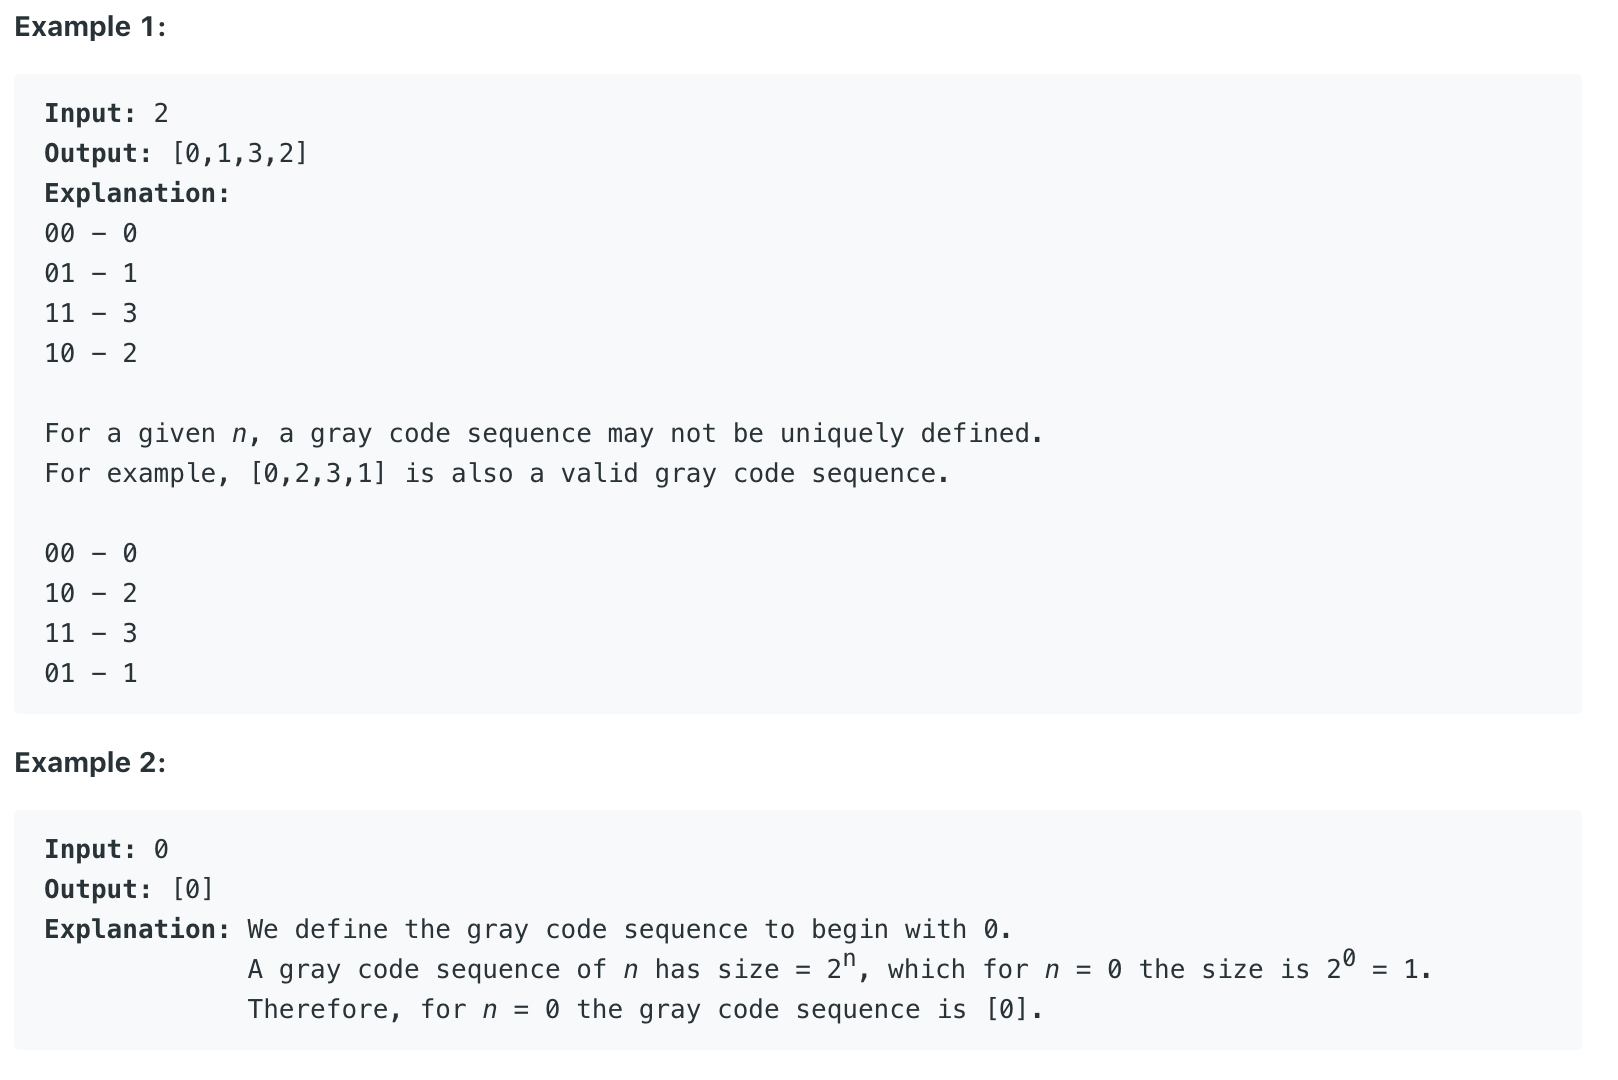 Example 1:
Input: 2
Output: [0,1,3,2]
Explanation:
00 – 0
01 – 1
11 – 3
10 – 2
For a given n, a gray code sequence may not be uniquely defined.
For example, [0,2,3,1] is also a valid gray code sequence.
00 – 0
10 – 2
11 – 3
01 – 1
Example 2:
Input: 0
Output: [0]
Explanation: We define the gray code sequence to begin with 0.
A gray code sequence of n has size = 2ⁿ, which for n = 0 the size is 2⁰ = 1.
Therefore, for n = 0 the gray code sequence is [0].